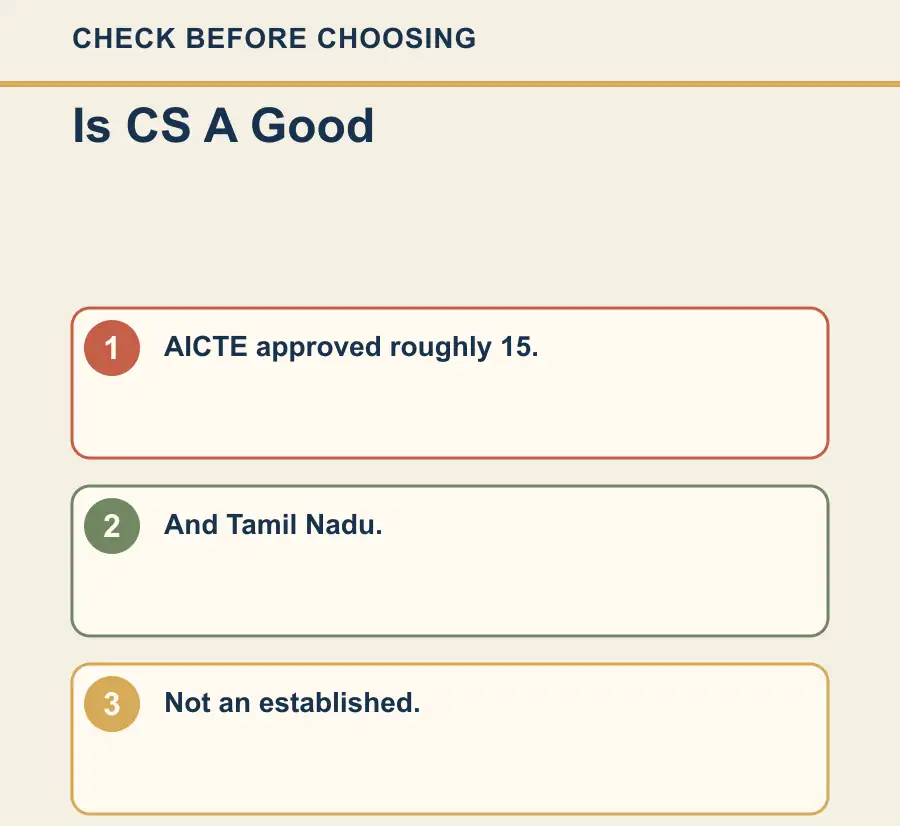 CHECK BEFORE CHOOSING
Is CS A Good
1 AICTE approved roughly 15.
2 And Tamil Nadu.
3 Not an established.